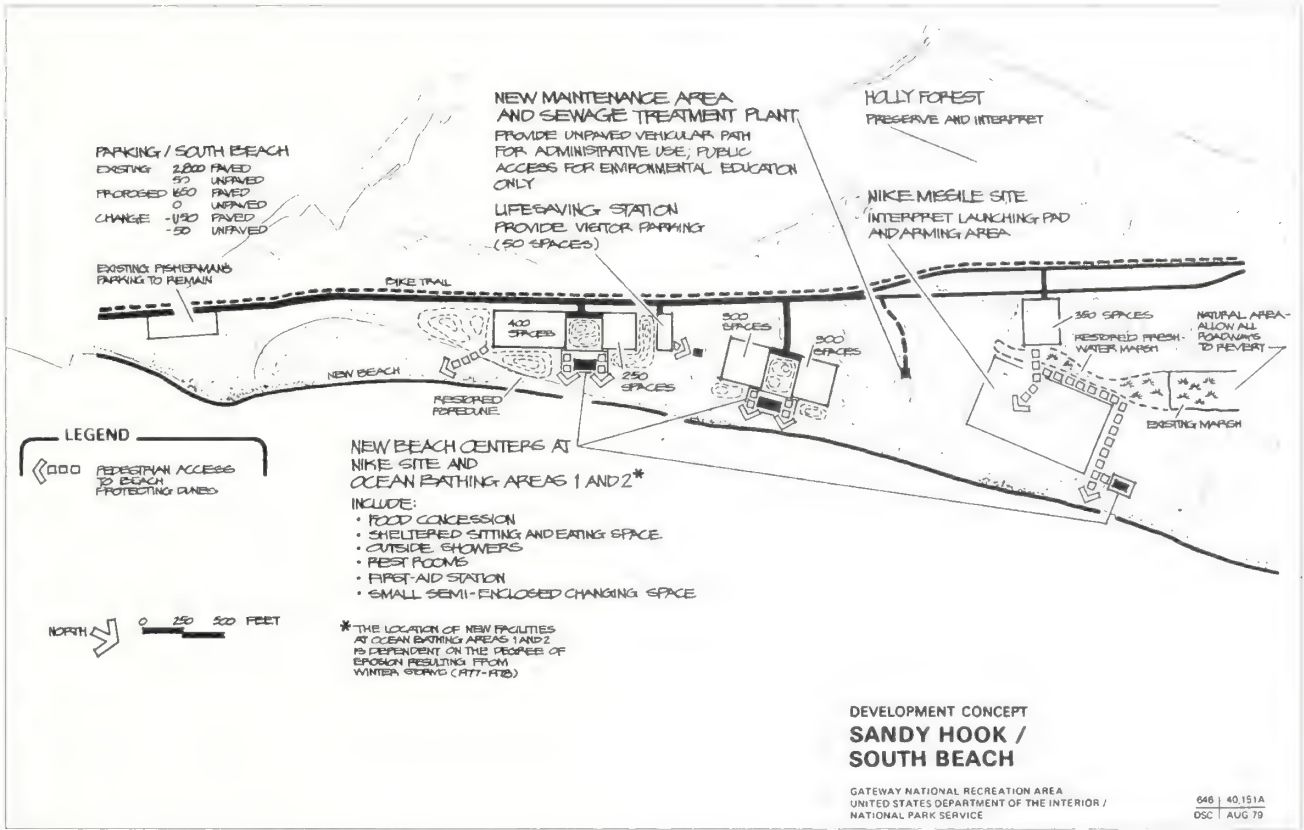 PARKING / SOUTH BEACH
EXISTING 2,800 PAVED
50 UNPAVED
PROPOSED 1650 PAVED
0 UNPAVED
CHANGE -1,150 PAVED
-50 UNPAVED
EXISTING FISHERMAN'S
PARKING TO REMAIN
NEW MAINTENANCE AREA
AND SEWAGE TREATMENT PLANT
PROVIDE UNPAVED VEHICULAR PATH
FOR ADMINISTRATIVE USE; PUBLIC
ACCESS FOR ENVIRONMENTAL EDUCATION
ONLY
LIFESAVING STATION
PROVIDE VISITOR PARKING
(50 SPACES)
HOLLY FOREST
PRESERVE AND INTERPRET
NIKE MISSILE SITE
INTERPRET LAUNCHING PAD
AND ARMING AREA
BIKE TRAIL
400
SPACES
250
SPACES
300
SPACES
300
SPACES
350 SPACES
RESTORED FRESH-
WATER MARSH
NATURAL AREA-
ALLOW ALL
ROADWAYS
TO REVERT
EXISTING MARSH
NEW BEACH
RESTORED
FOREDUNE
LEGEND
PEDESTRIAN ACCESS
TO BEACH
PROTECTING DUNES
NEW BEACH CENTERS AT
NIKE SITE AND
OCEAN BATHING AREAS 1 AND 2*
INCLUDE:
• FOOD CONCESSION
• SHELTERED SITTING AND EATING SPACE
• OUTSIDE SHOWERS
• REST ROOMS
• FIRST-AID STATION
• SMALL SEMI-ENCLOSED CHANGING SPACE
NORTH
0 250 500 FEET
* THE LOCATION OF NEW FACILITIES
AT OCEAN BATHING AREAS 1 AND 2
IS DEPENDENT ON THE DEGREE OF
EROSION RESULTING FROM
WINTER STORMS (1977-1978)
DEVELOPMENT CONCEPT
SANDY HOOK /
SOUTH BEACH
GATEWAY NATIONAL RECREATION AREA
UNITED STATES DEPARTMENT OF THE INTERIOR /
NATIONAL PARK SERVICE
646 | 40,151A
DSC | AUG 79